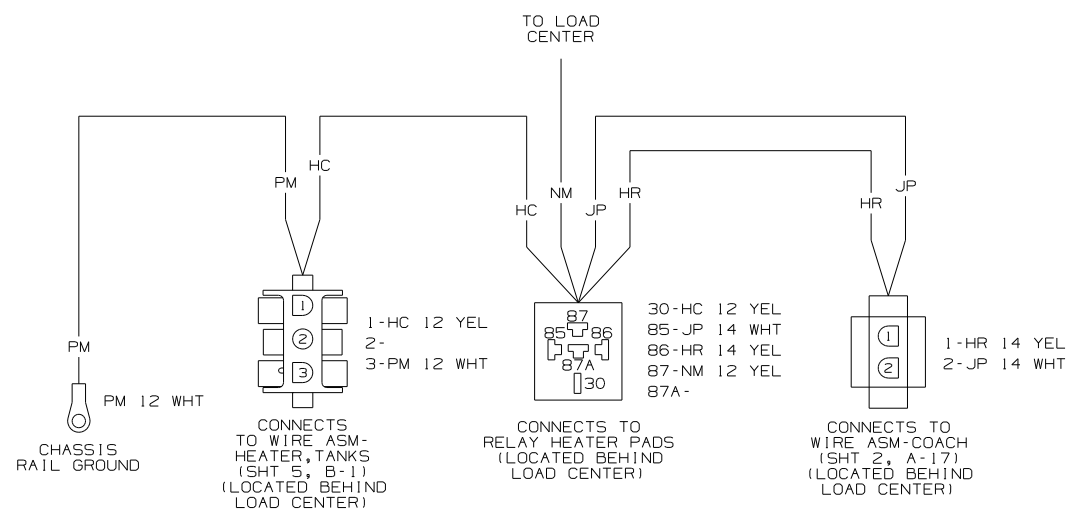 TO LOAD
CENTER
HC
PM
NM
HR
JP
HC
JP
HR
PM
1
2
3
1-HC 12 YEL
2-
3-PM 12 WHT
87
85
86
87A
30
30-HC 12 YEL
85-JP 14 WHT
86-HR 14 YEL
87-NM 12 YEL
87A-
1
2
1-HR 14 YEL
2-JP 14 WHT
PM 12 WHT
CHASSIS
RAIL GROUND
CONNECTS
TO WIRE ASM-
HEATER,TANKS
(SHT 5, B-1)
(LOCATED BEHIND
LOAD CENTER)
CONNECTS TO
RELAY HEATER PADS
(LOCATED BEHIND
LOAD CENTER)
CONNECTS TO
WIRE ASM-COACH
(SHT 2, A-17)
(LOCATED BEHIND
LOAD CENTER)